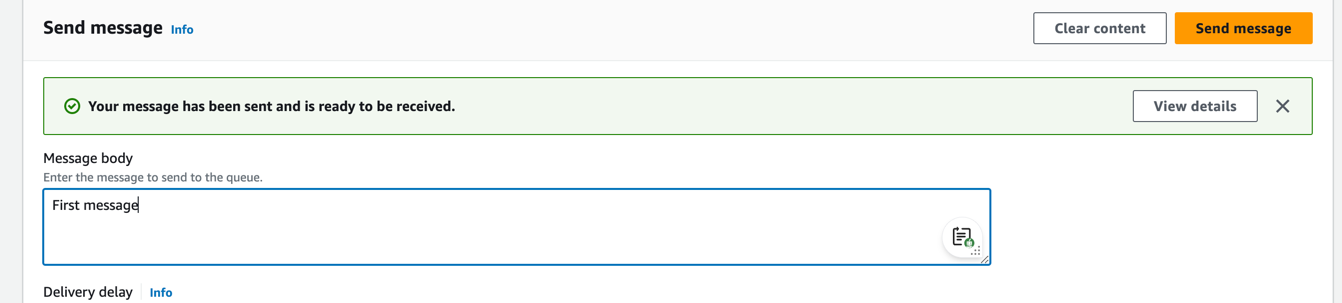 Send message Info Clear content Send message
Your message has been sent and is ready to be received. View details
Message body
Enter the message to send to the queue.
First message
Delivery delay Info